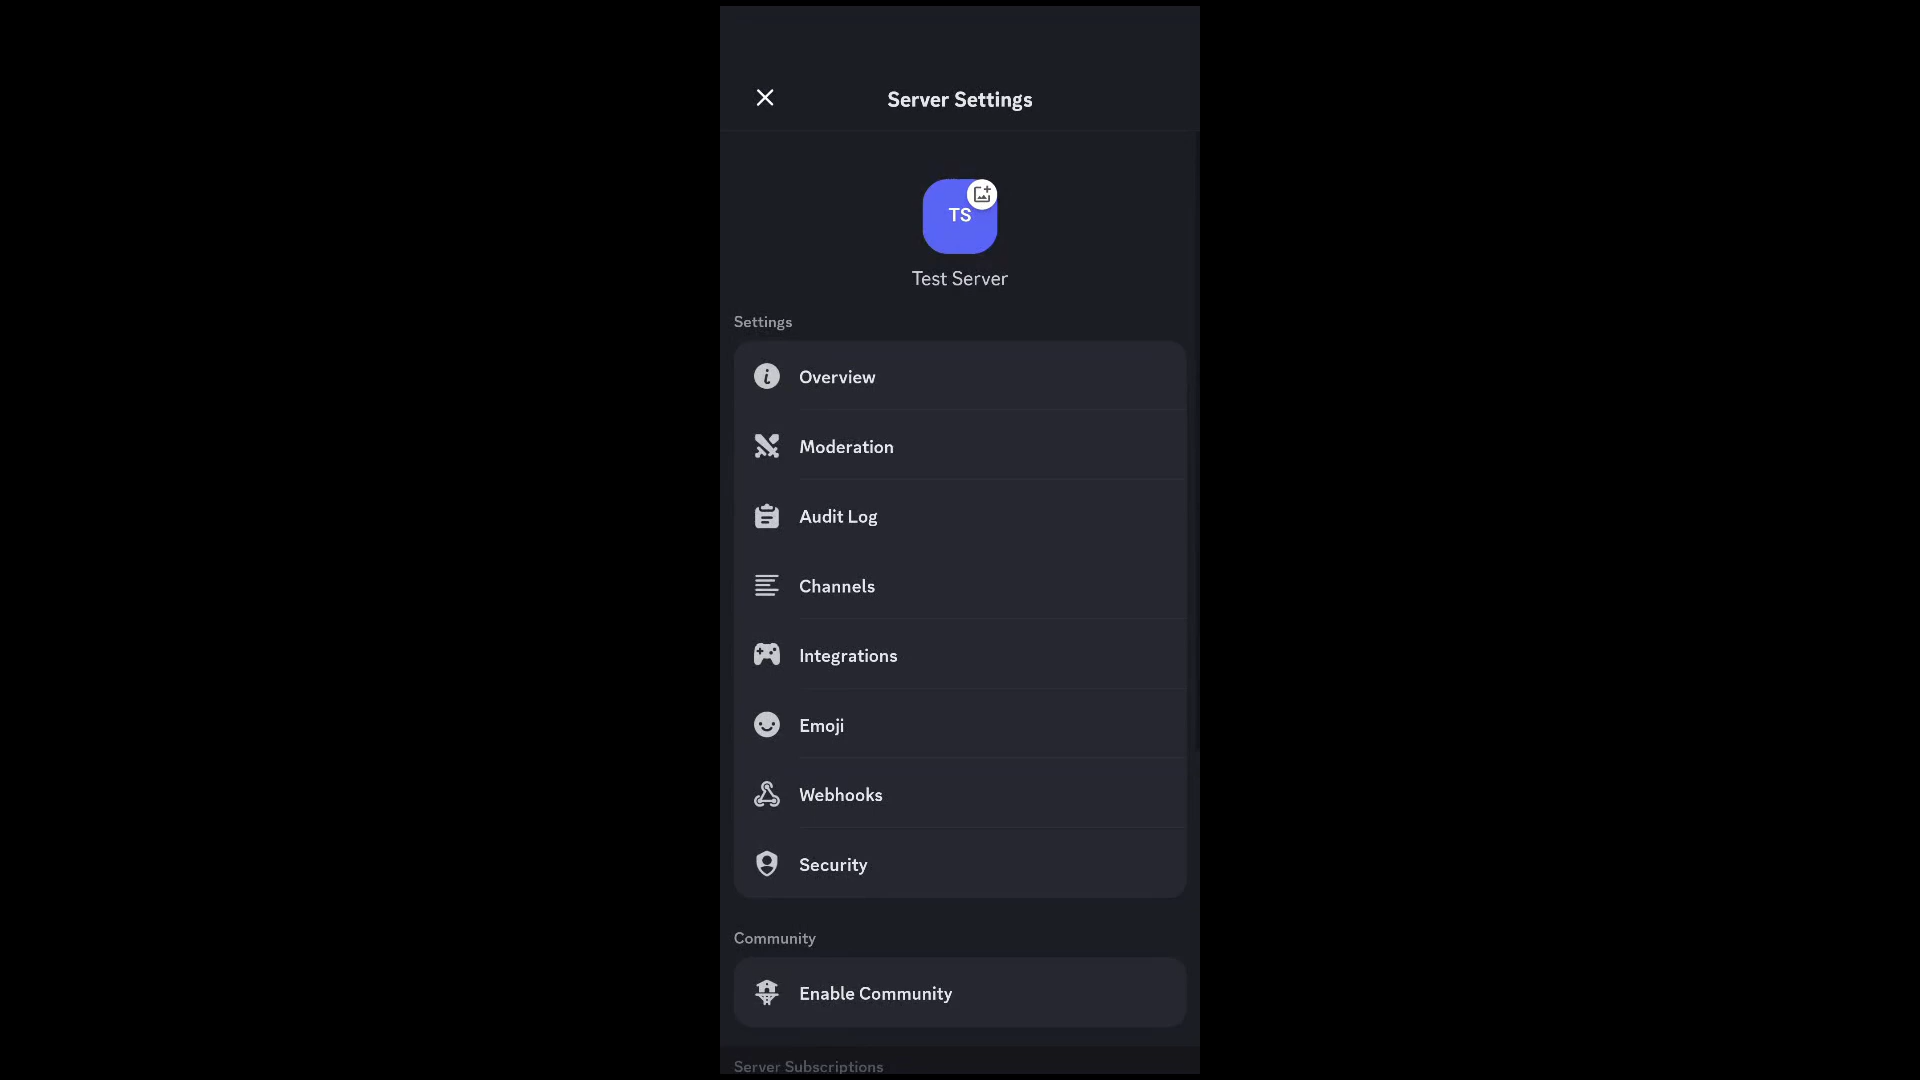 Server Settings
TS
Test Server
Settings
Overview
Moderation
Audit Log
Channels
Integrations
Emoji
Webhooks
Security
Community
Enable Community
Server Subscriptions